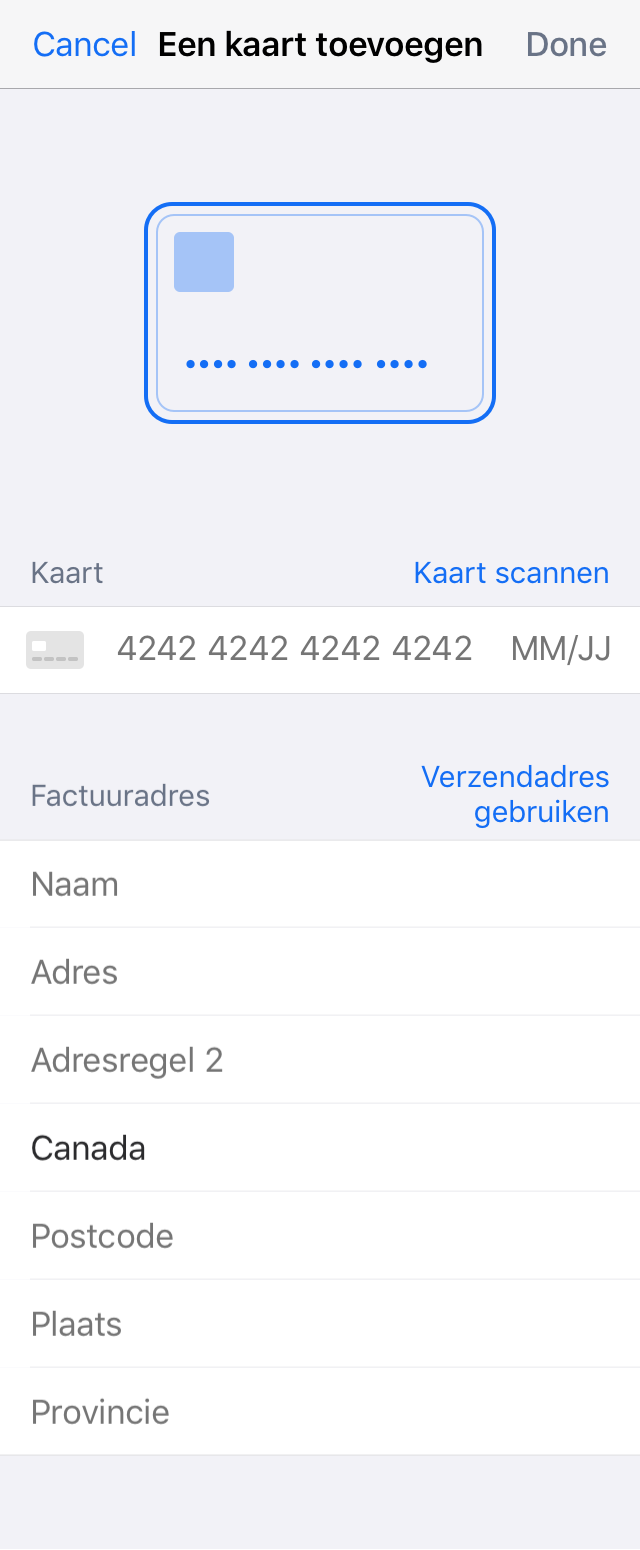 Cancel Een kaart toevoegen Done
Kaart Kaart scannen
4242 4242 4242 4242 MM/JJ
Factuuradres Verzendadres
gebruiken
Naam
Adres
Adresregel 2
Canada
Postcode
Plaats
Provincie